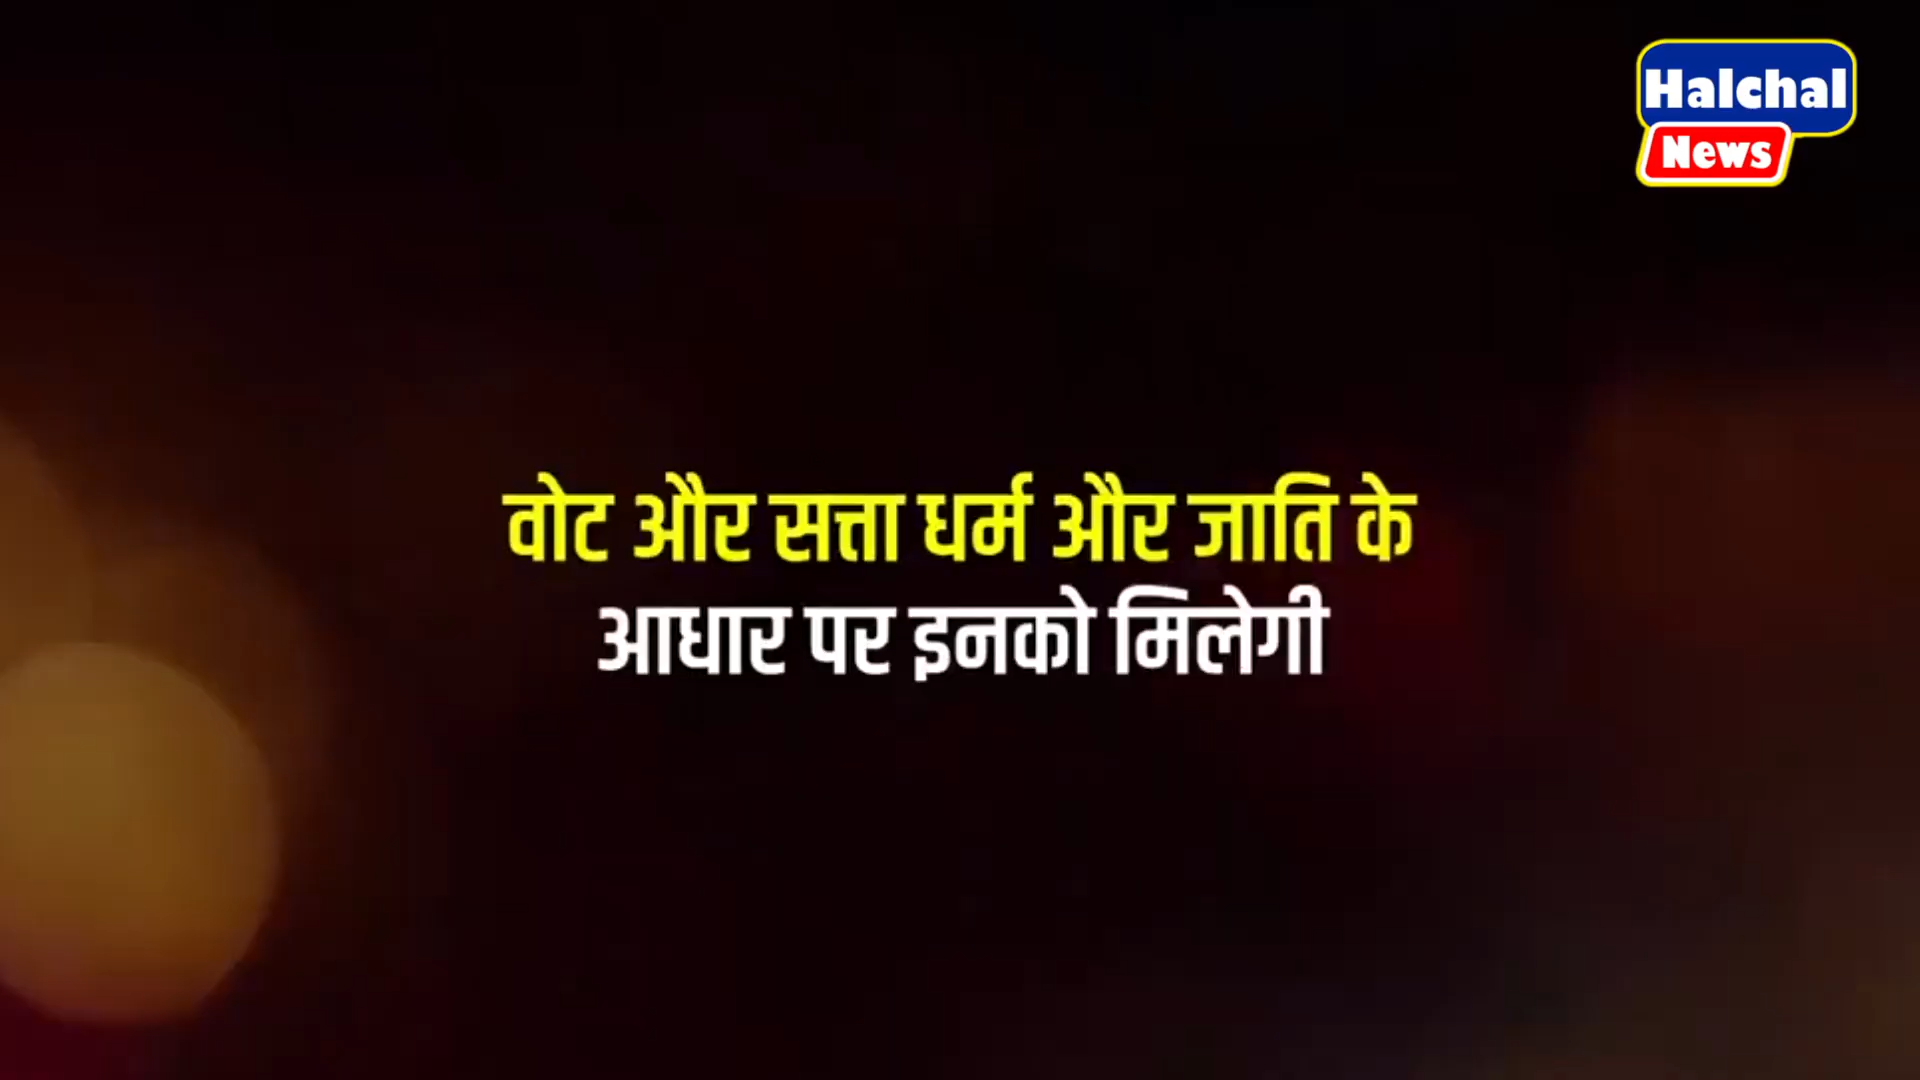 Halchal
News
वोट और सत्ता धर्म और जाति के
आधार पर इनको मिलेगी